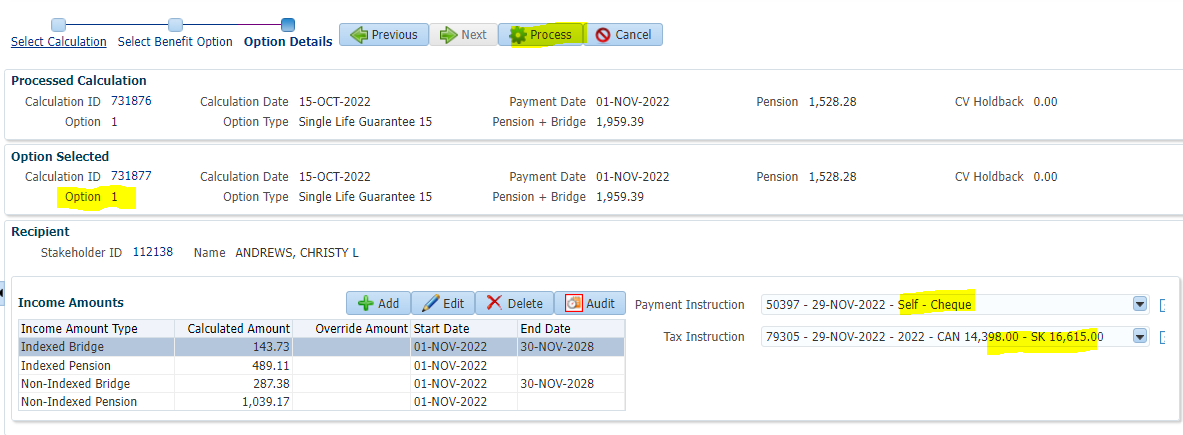 Select Calculation Select Benefit Option Option Details Previous Next Process Cancel
Processed Calculation
Calculation ID 731876 Calculation Date 15-OCT-2022 Payment Date 01-NOV-2022 Pension 1,528.28 CV Holdback 0.00
Option 1 Option Type Single Life Guarantee 15 Pension + Bridge 1,959.39
Option Selected
Calculation ID 731877 Calculation Date 15-OCT-2022 Payment Date 01-NOV-2022 Pension 1,528.28 CV Holdback 0.00
Option 1 Option Type Single Life Guarantee 15 Pension + Bridge 1,959.39
Recipient
Stakeholder ID 112138 Name ANDREWS, CHRISTY L
Income Amounts Add Edit Delete Audit Payment Instruction 50397 - 29-NOV-2022 - Self - Cheque
Income Amount Type Calculated Amount Override Amount Start Date End Date Tax Instruction 79305 - 29-NOV-2022 - 2022 - CAN 14,398.00 - SK 16,615.00
Indexed Bridge 143.73 01-NOV-2022 30-NOV-2028
Indexed Pension 489.11 01-NOV-2022
Non-Indexed Bridge 287.38 01-NOV-2022 30-NOV-2028
Non-Indexed Pension 1,039.17 01-NOV-2022